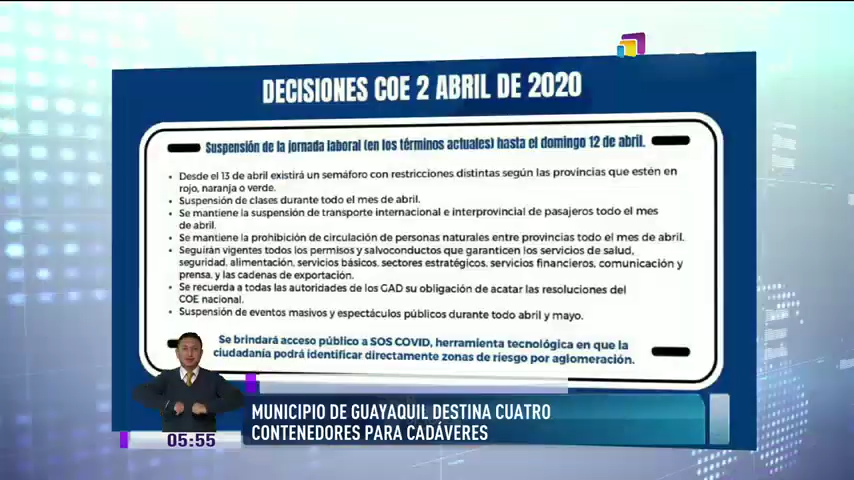 DECISIONES COE 2 ABRIL DE 2020
Suspensión de la jornada laboral (en los términos actuales) hasta el domingo 12 de abril.
• Desde el 13 de abril existirá un semáforo con restricciones distintas según las provincias que estén en
rojo, naranja o verde.
• Suspensión de clases durante todo el mes de abril.
• Se mantiene la suspensión de transporte internacional e interprovincial de pasajeros todo el mes
de abril.
• Se mantiene la prohibición de circulación de personas naturales entre provincias todo el mes de abril.
• Seguirán vigentes todos los permisos y salvoconductos que garanticen los servicios de salud,
seguridad, alimentación, servicios básicos, sectores estratégicos, servicios financieros, comunicación y
prensa, y las cadenas de exportación.
• Se recuerda a todas las autoridades de los GAD su obligación de acatar las resoluciones del
COE nacional.
• Suspensión de eventos masivos y espectáculos públicos durante todo abril y mayo.
Se brindará acceso público a SOS COVID, herramienta tecnológica en que la
ciudadanía podrá identificar directamente zonas de riesgo por aglomeración.
MUNICIPIO DE GUAYAQUIL DESTINA CUATRO
CONTENEDORES PARA CADÁVERES
05:55